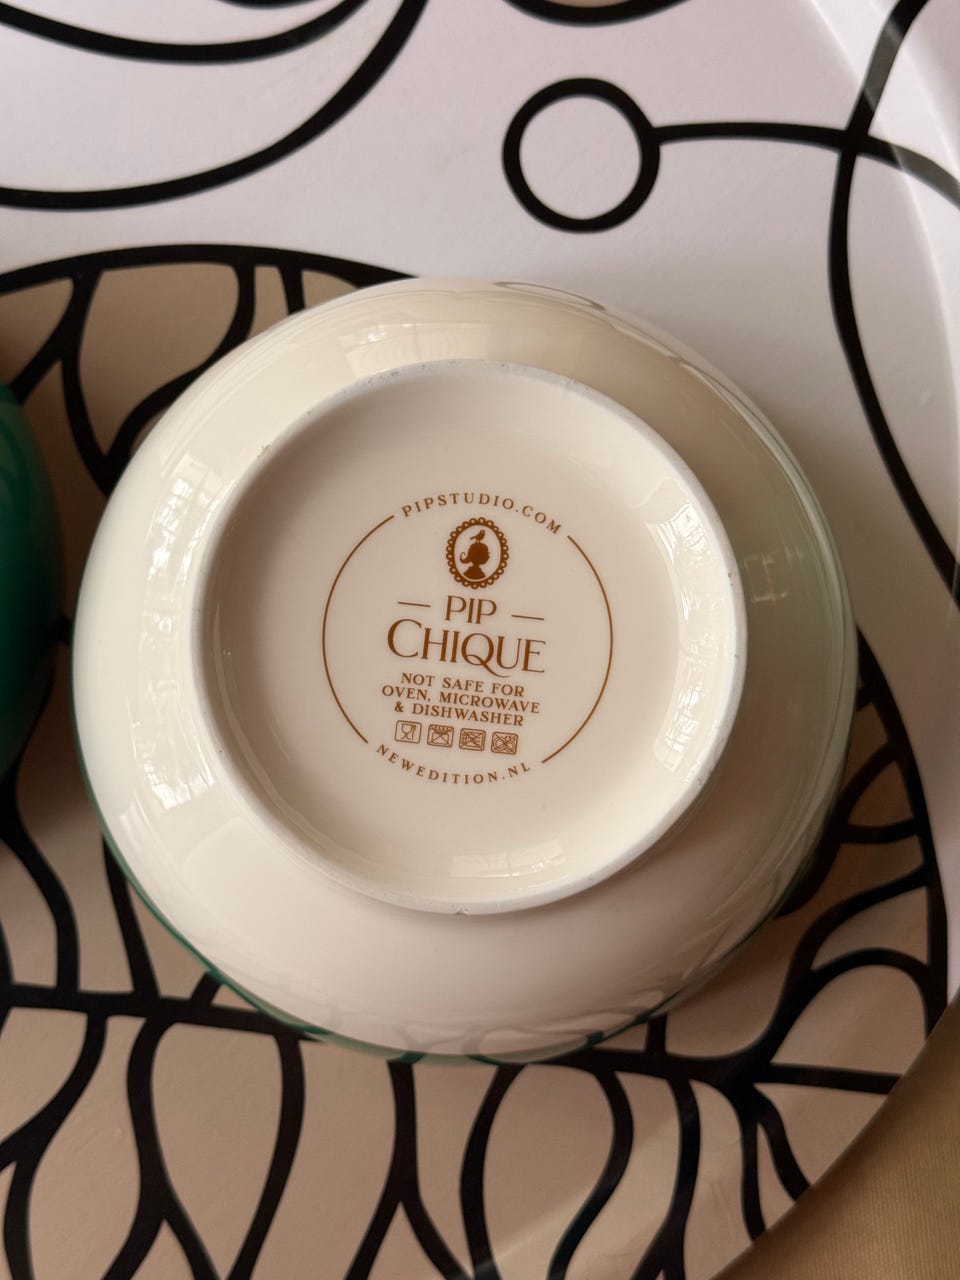 PIPSTUDIO.COM
PIP
CHIQUE
NOT SAFE FOR
OVEN, MICROWAVE
& DISHWASHER
NEWEDITION.NL